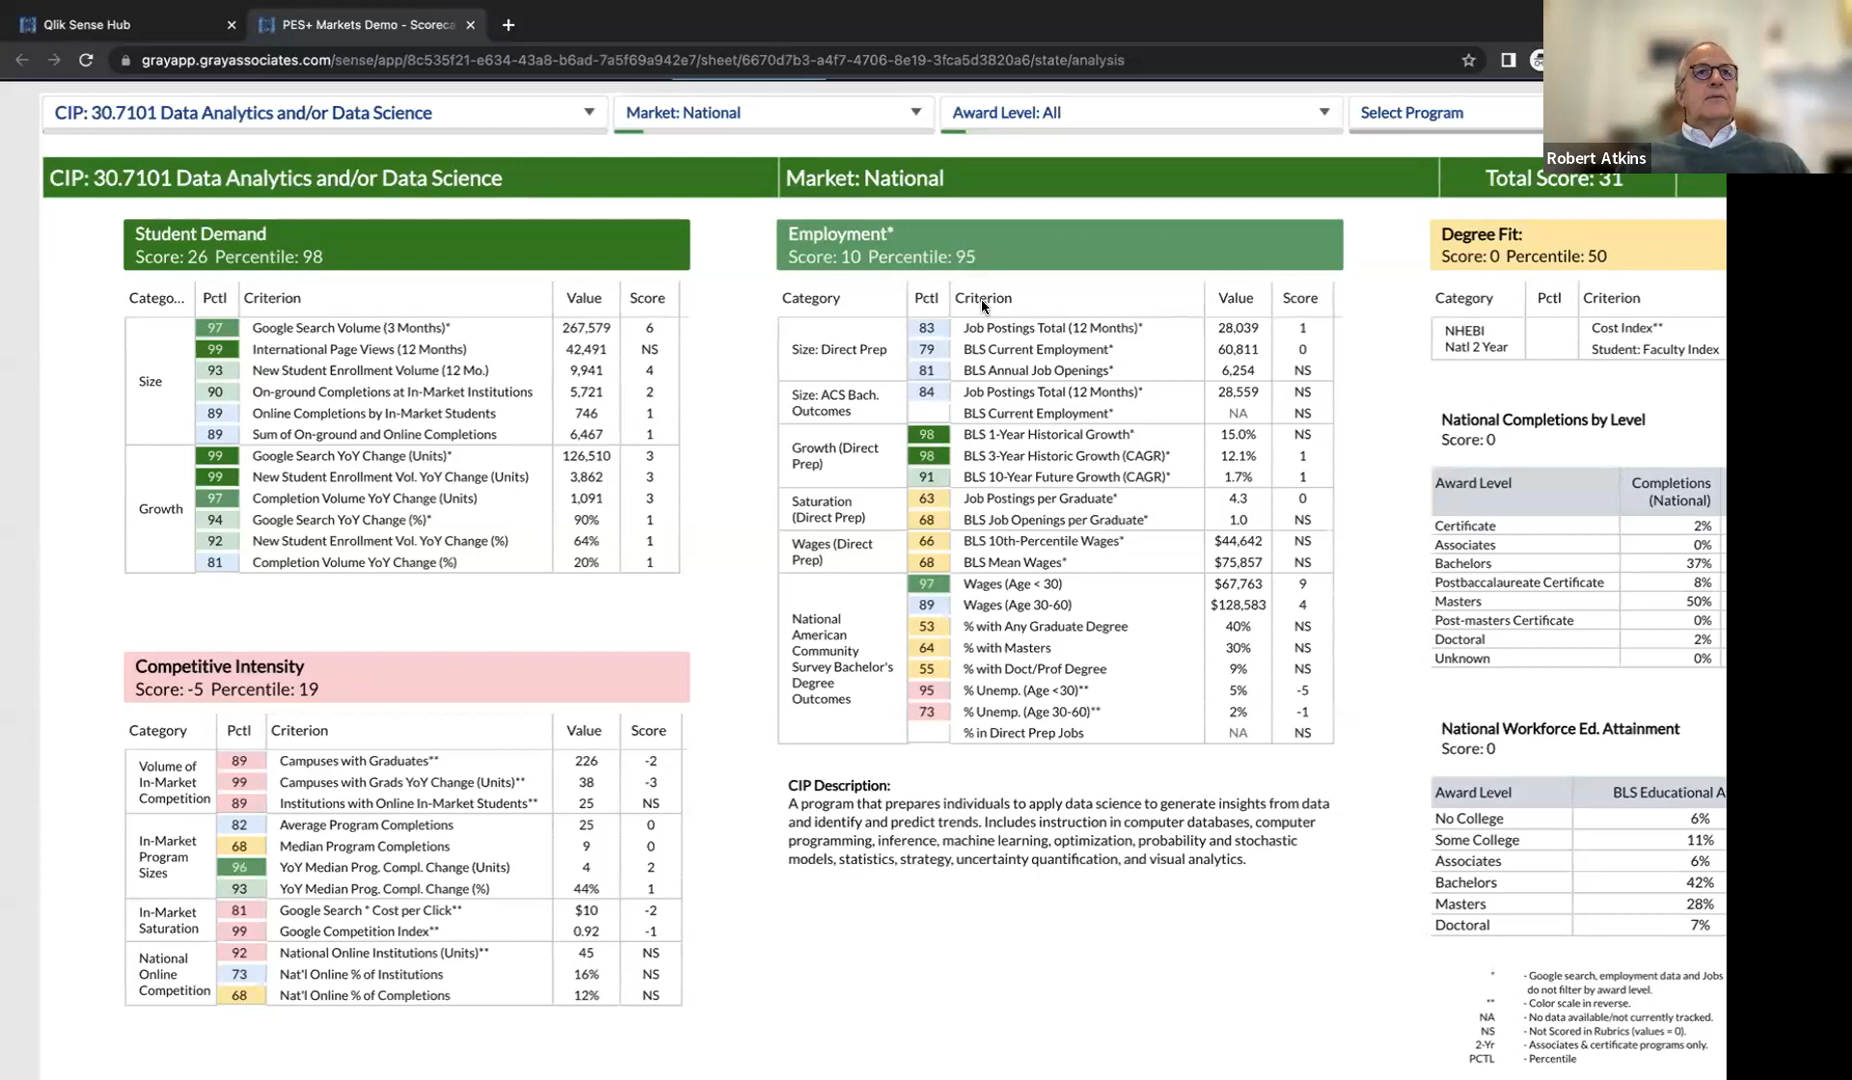 Qlik Sense Hub
PES+ Markets Demo - Scoreca
grayapp.grayassociates.com/sense/app/8c535f21-e634-43a8-b6ad-7a5f69a942e7/sheet/6670d7b3-a4f7-4706-8e19-3fca5d3820a6/state/analysis
Robert Atkins
CIP: 30.7101 Data Analytics and/or Data Science
Market: National
Award Level: All
Select Program
CIP: 30.7101 Data Analytics and/or Data Science
Market: National
Total Score: 31
Student Demand
Score: 26 Percentile: 98
Catego... Pctl Criterion Value Score
Size
97 Google Search Volume (3 Months)* 267,579 6
99 International Page Views (12 Months) 42,491 NS
93 New Student Enrollment Volume (12 Mo.) 9,941 4
90 On-ground Completions at In-Market Institutions 5,721 2
89 Online Completions by In-Market Students 746 1
89 Sum of On-ground and Online Completions 6,467 1
Growth
99 Google Search YoY Change (Units)* 126,510 3
99 New Student Enrollment Vol. YoY Change (Units) 3,862 3
97 Completion Volume YoY Change (Units) 1,091 3
94 Google Search YoY Change (%)* 90% 1
92 New Student Enrollment Vol. YoY Change (%) 64% 1
81 Completion Volume YoY Change (%) 20% 1
Competitive Intensity
Score: -5 Percentile: 19
Category Pctl Criterion Value Score
Volume of
In-Market
Competition
89 Campuses with Graduates** 226 -2
99 Campuses with Grads YoY Change (Units)** 38 -3
89 Institutions with Online In-Market Students** 25 NS
In-Market
Program
Sizes
82 Average Program Completions 25 0
68 Median Program Completions 9 0
96 YoY Median Prog. Compl. Change (Units) 4 2
93 YoY Median Prog. Compl. Change (%) 44% 1
In-Market
Saturation
81 Google Search * Cost per Click** $10 -2
99 Google Competition Index** 0.92 -1
National
Online
Competition
92 National Online Institutions (Units)** 45 NS
73 Nat'l Online % of Institutions 16% NS
68 Nat'l Online % of Completions 12% NS
Employment*
Score: 10 Percentile: 95
Category Pctl Criterion Value Score
Size: Direct Prep
83 Job Postings Total (12 Months)* 28,039 1
79 BLS Current Employment* 60,811 0
81 BLS Annual Job Openings* 6,254 NS
Size: ACS Bach.
Outcomes
84 Job Postings Total (12 Months)* 28,559 NS
BLS Current Employment* NA NS
Growth (Direct
Prep)
98 BLS 1-Year Historical Growth* 15.0% NS
98 BLS 3-Year Historic Growth (CAGR)* 12.1% 1
91 BLS 10-Year Future Growth (CAGR)* 1.7% 1
Saturation
(Direct Prep)
63 Job Postings per Graduate* 4.3 0
68 BLS Job Openings per Graduate* 1.0 NS
Wages (Direct
Prep)
66 BLS 10th-Percentile Wages* $44,642 NS
68 BLS Mean Wages* $75,857 NS
National
American
Community
Survey Bachelor's
Degree
Outcomes
97 Wages (Age < 30) $67,763 9
89 Wages (Age 30-60) $128,583 4
53 % with Any Graduate Degree 40% NS
64 % with Masters 30% NS
55 % with Doct/Prof Degree 9% NS
95 % Unemp. (Age <30)** 5% -5
73 % Unemp. (Age 30-60)** 2% -1
% in Direct Prep Jobs NA NS
CIP Description:
A program that prepares individuals to apply data science to generate insights from data
and identify and predict trends. Includes instruction in computer databases, computer
programming, inference, machine learning, optimization, probability and stochastic
models, statistics, strategy, uncertainty quantification, and visual analytics.
Degree Fit:
Score: 0 Percentile: 50
Category Pctl Criterion
NHEBI
Natl 2 Year
Cost Index**
Student: Faculty Index
National Completions by Level
Score: 0
Award Level Completions
(National)
Certificate 2%
Associates 0%
Bachelors 37%
Postbaccalaureate Certificate 8%
Masters 50%
Post-masters Certificate 0%
Doctoral 2%
Unknown 0%
National Workforce Ed. Attainment
Score: 0
Award Level BLS Educational A
No College 6%
Some College 11%
Associates 6%
Bachelors 42%
Masters 28%
Doctoral 7%
* - Google search, employment data and Jobs
do not filter by award level.
** - Color scale in reverse.
NA - No data available/not currently tracked.
NS - Not Scored in Rubrics (values = 0).
2-Yr - Associates & certificate programs only.
PCTL - Percentile